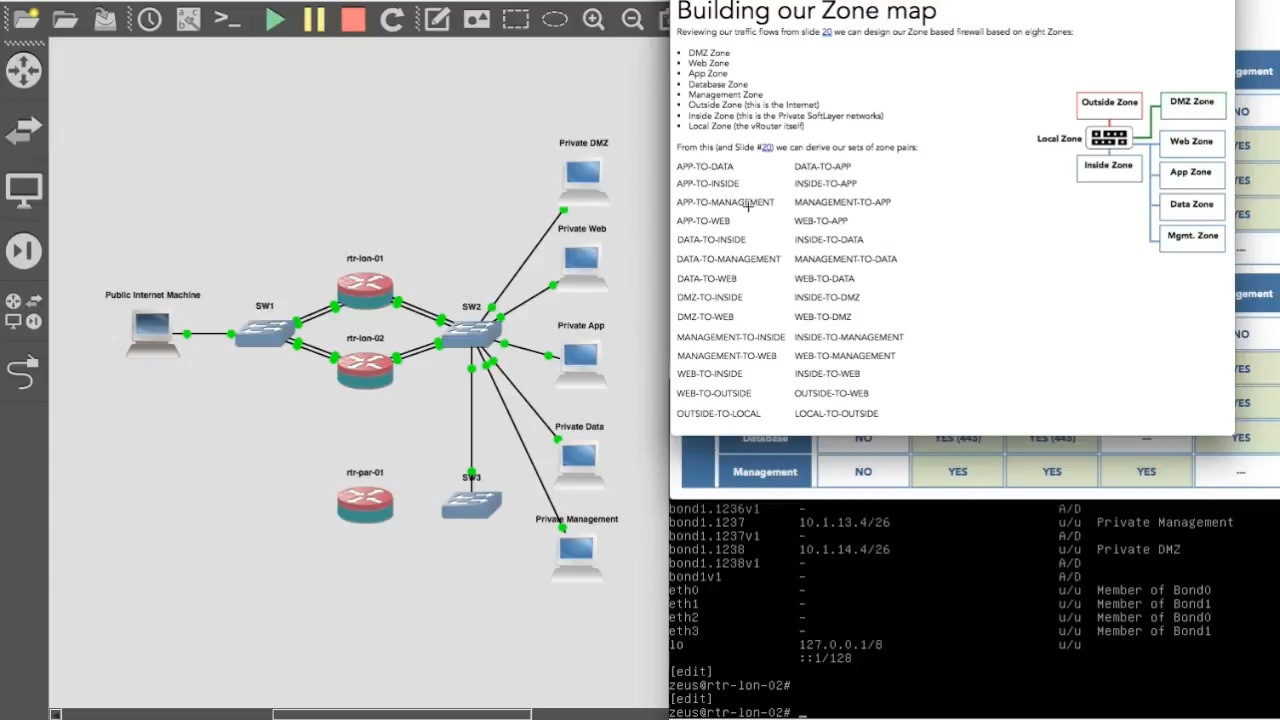 Building our Zone map
Reviewing our traffic flows from slide 20 we can design our Zone based firewall based on eight Zones:
• DMZ Zone
• Web Zone
• App Zone
• Database Zone
• Management Zone
• Outside Zone (this is the Internet)
• Inside Zone (this is the Private SoftLayer networks)
• Local Zone (the vRouter itself)
From this (and Slide #20) we can derive our sets of zone pairs:
APP-TO-DATA DATA-TO-APP
APP-TO-INSIDE INSIDE-TO-APP
APP-TO-MANAGEMENT MANAGEMENT-TO-APP
APP-TO-WEB WEB-TO-APP
DATA-TO-INSIDE INSIDE-TO-DATA
DATA-TO-MANAGEMENT MANAGEMENT-TO-DATA
DATA-TO-WEB WEB-TO-DATA
DMZ-TO-INSIDE INSIDE-TO-DMZ
DMZ-TO-WEB WEB-TO-DMZ
MANAGEMENT-TO-INSIDE INSIDE-TO-MANAGEMENT
MANAGEMENT-TO-WEB WEB-TO-MANAGEMENT
WEB-TO-INSIDE INSIDE-TO-WEB
WEB-TO-OUTSIDE OUTSIDE-TO-WEB
OUTSIDE-TO-LOCAL LOCAL-TO-OUTSIDE
Outside Zone
DMZ Zone
Local Zone
Web Zone
Inside Zone
App Zone
Data Zone
Mgmt. Zone
gement
NO
YES
YES
YES
---
gement
NO
YES
YES
YES
Database NO YES (443) YES (443) --- YES
Management NO YES YES YES ---
Private DMZ
Private Web
rtr-lon-01
Public Internet Machine
SW1
SW2
Private App
rtr-lon-02
Private Data
rtr-par-01
SW3
Private Management
bond1.1236v1 - A/D
bond1.1237 10.1.13.4/26 u/u Private Management
bond1.1237v1 - A/D
bond1.1238 10.1.14.4/26 u/u Private DMZ
bond1.1238v1 - A/D
bond1v1 - A/D
eth0 - u/u Member of Bond0
eth1 - u/u Member of Bond1
eth2 - u/u Member of Bond0
eth3 - u/u Member of Bond1
lo 127.0.0.1/8 u/u
::1/128
[edit]
zeus@rtr-lon-02#
[edit]
zeus@rtr-lon-02# _